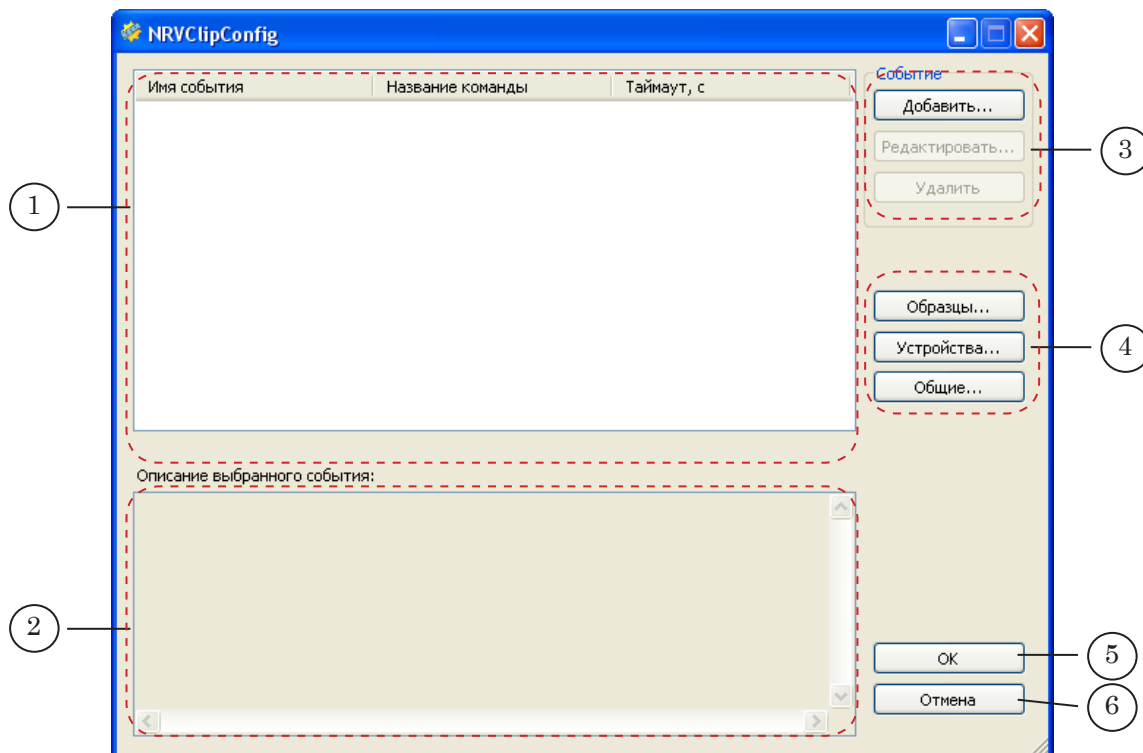 NRVClipConfig
Имя события Название команды Таймаут, с
Событие
Добавить...
Редактировать...
Удалить
3
1
Образцы...
Устройства...
Общие...
4
Описание выбранного события:
2
OK
5
Отмена
6